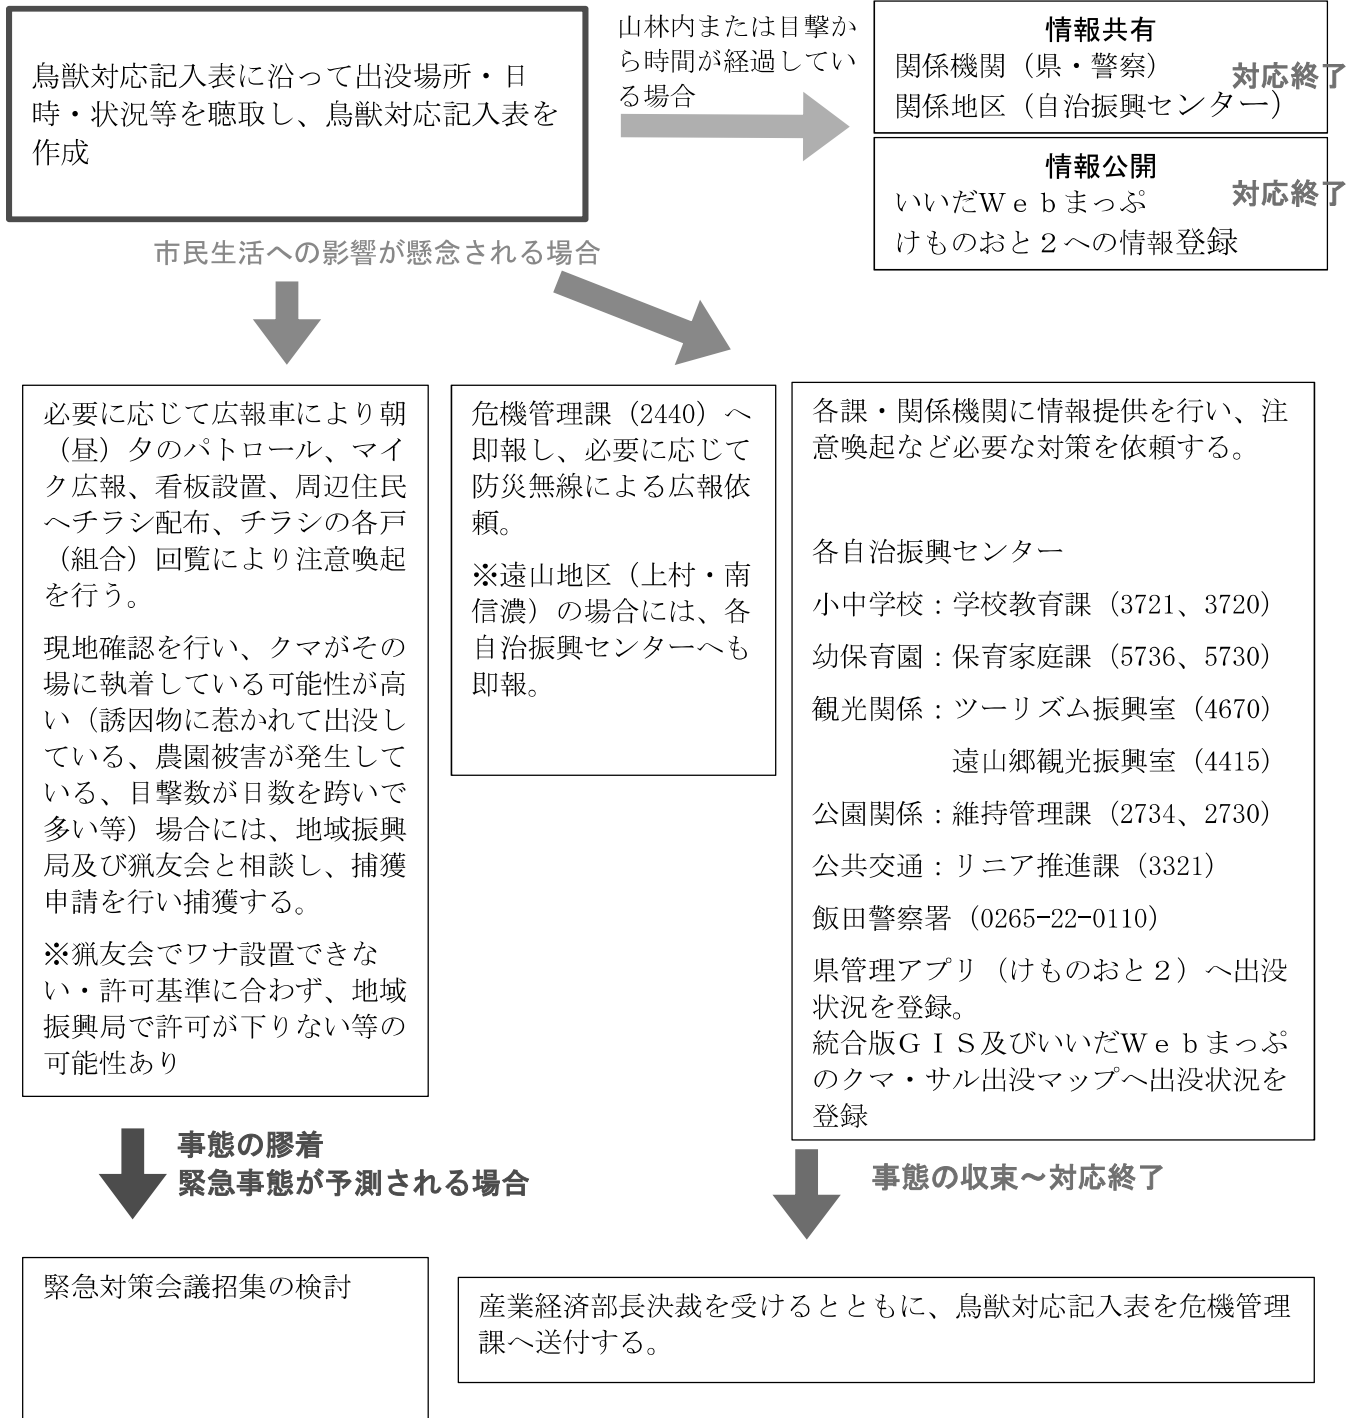 鳥獣対応記入表に沿って出没場所・日
時・状況等を聴取し、鳥獣対応記入表を
作成
山林内または目撃か
ら時間が経過してい
る場合
情報共有
関係機関（県・警察）
関係地区（自治振興センター）
対応終了
情報公開
いいだＷｅｂまっぷ
けものおと２への情報登録
対応終了
市民生活への影響が懸念される場合
必要に応じて広報車により朝
（昼）夕のパトロール、マイ
ク広報、看板設置、周辺住民
へチラシ配布、チラシの各戸
（組合）回覧により注意喚起
を行う。
現地確認を行い、クマがその
場に執着している可能性が高
い（誘因物に惹かれて出没し
ている、農園被害が発生して
いる、目撃数が日数を跨いで
多い等）場合には、地域振興
局及び猟友会と相談し、捕獲
申請を行い捕獲する。
※猟友会でワナ設置できな
い・許可基準に合わず、地域
振興局で許可が下りない等の
可能性あり
危機管理課（2440）へ
即報し、必要に応じて
防災無線による広報依
頼。
※遠山地区（上村・南
信濃）の場合には、各
自治振興センターへも
即報。
各課・関係機関に情報提供を行い、注
意喚起など必要な対策を依頼する。
各自治振興センター
小中学校：学校教育課（3721、3720）
幼保育園：保育家庭課（5736、5730）
観光関係：ツーリズム振興室（4670）
遠山郷観光振興室（4415）
公園関係：維持管理課（2734、2730）
公共交通：リニア推進課（3321）
飯田警察署（0265-22-0110）
県管理アプリ（けものおと２）へ出没
状況を登録。
統合版ＧＩＳ及びいいだＷｅｂまっぷ
のクマ・サル出没マップへ出没状況を
登録
事態の膠着
緊急事態が予測される場合
事態の収束～対応終了
緊急対策会議招集の検討
産業経済部長決裁を受けるとともに、鳥獣対応記入表を危機管理
課へ送付する。